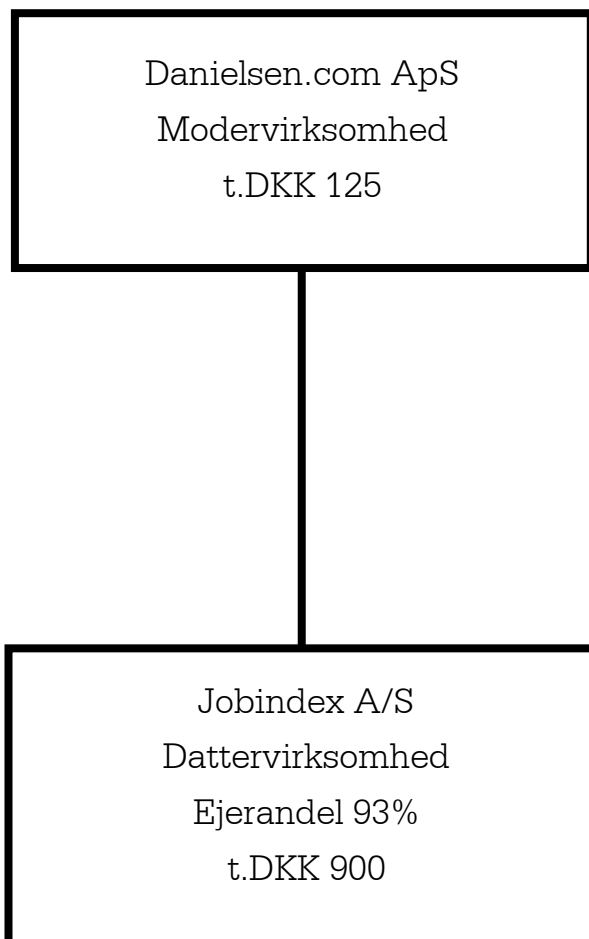 Danielsen.com ApS
Modervirksomhed
t.DKK 125
Jobindex A/S
Dattervirksomhed
Ejerandel 93%
t.DKK 900